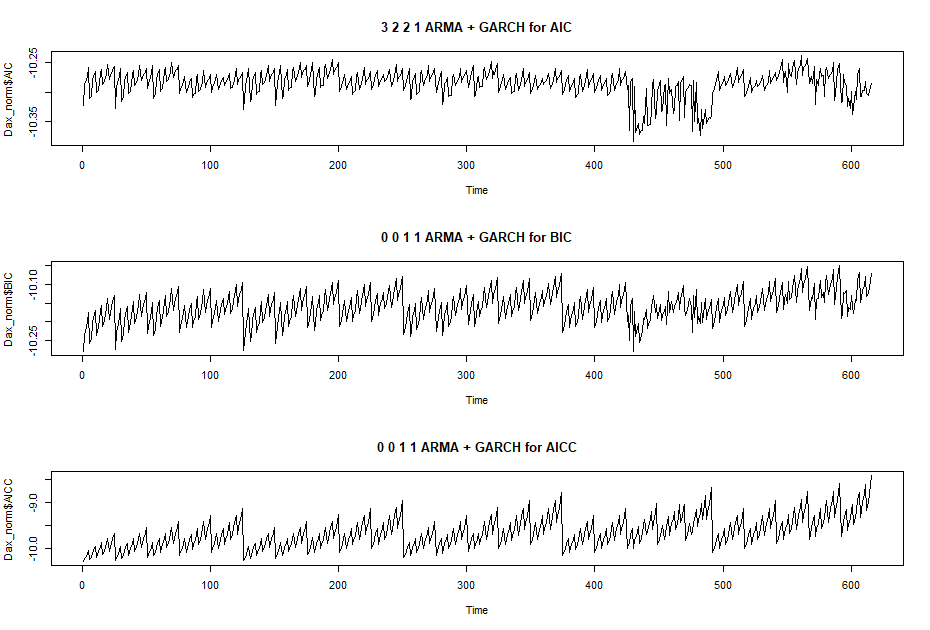 3 2 2 1 ARMA + GARCH for AIC
Dax_norm$AIC
-10.25
-10.35
0 100 200 300 400 500 600
Time
0 0 1 1 ARMA + GARCH for BIC
Dax_norm$BIC
-10.10
-10.25
0 100 200 300 400 500 600
Time
0 0 1 1 ARMA + GARCH for AICC
Dax_norm$AICC
-9.0
-10.0
0 100 200 300 400 500 600
Time